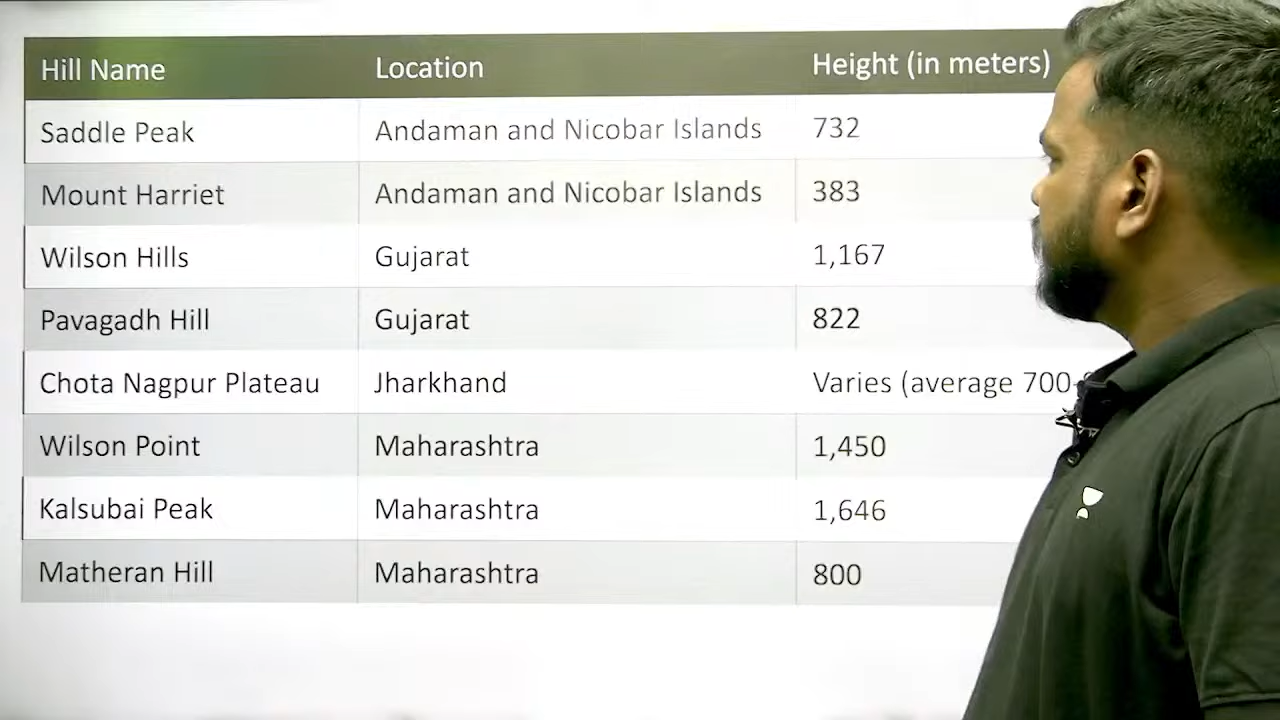 Hill Name Location Height (in meters)
Saddle Peak Andaman and Nicobar Islands 732
Mount Harriet Andaman and Nicobar Islands 383
Wilson Hills Gujarat 1,167
Pavagadh Hill Gujarat 822
Chota Nagpur Plateau Jharkhand Varies (average 700-
Wilson Point Maharashtra 1,450
Kalsubai Peak Maharashtra 1,646
Matheran Hill Maharashtra 800